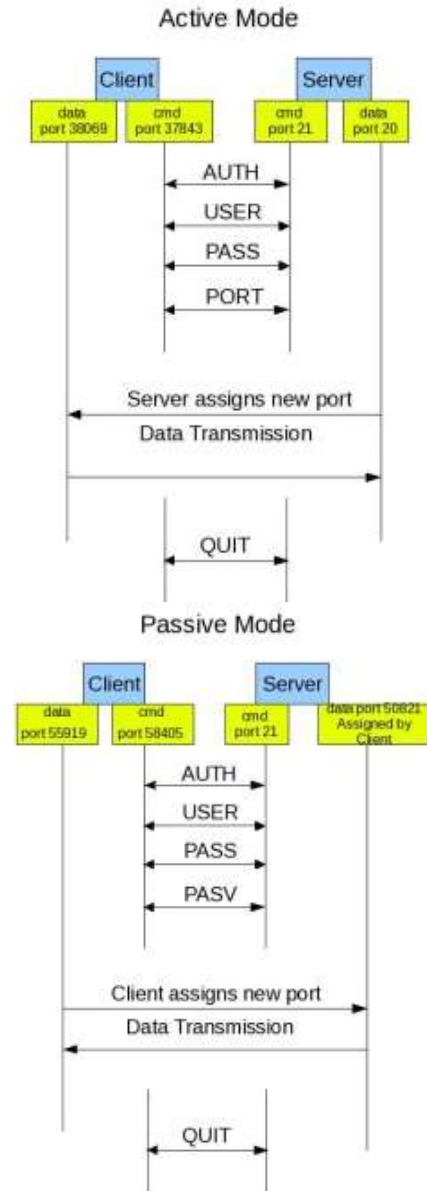 Active Mode
Client
Server
data
port 38069
cmd
port 37843
cmd
port 21
data
port 20
AUTH
USER
PASS
PORT
Server assigns new port
Data Transmission
QUIT
Passive Mode
Client
Server
data
port 55919
cmd
port 58405
cmd
port 21
data port 50821
Assigned by
Client
AUTH
USER
PASS
PASV
Client assigns new port
Data Transmission
QUIT